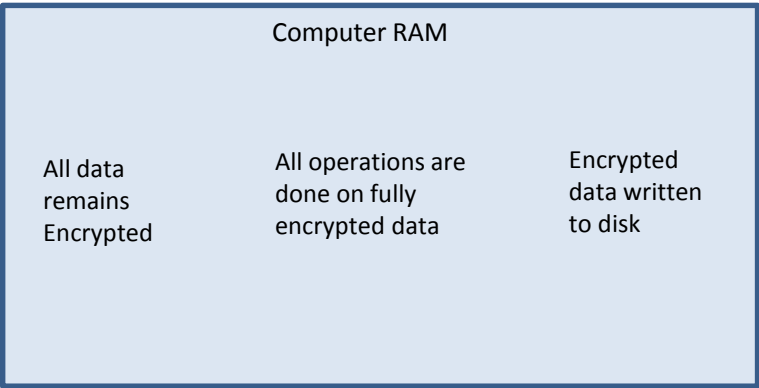 Computer RAM
All data
remains
Encrypted
All operations are
done on fully
encrypted data
Encrypted
data written
to disk